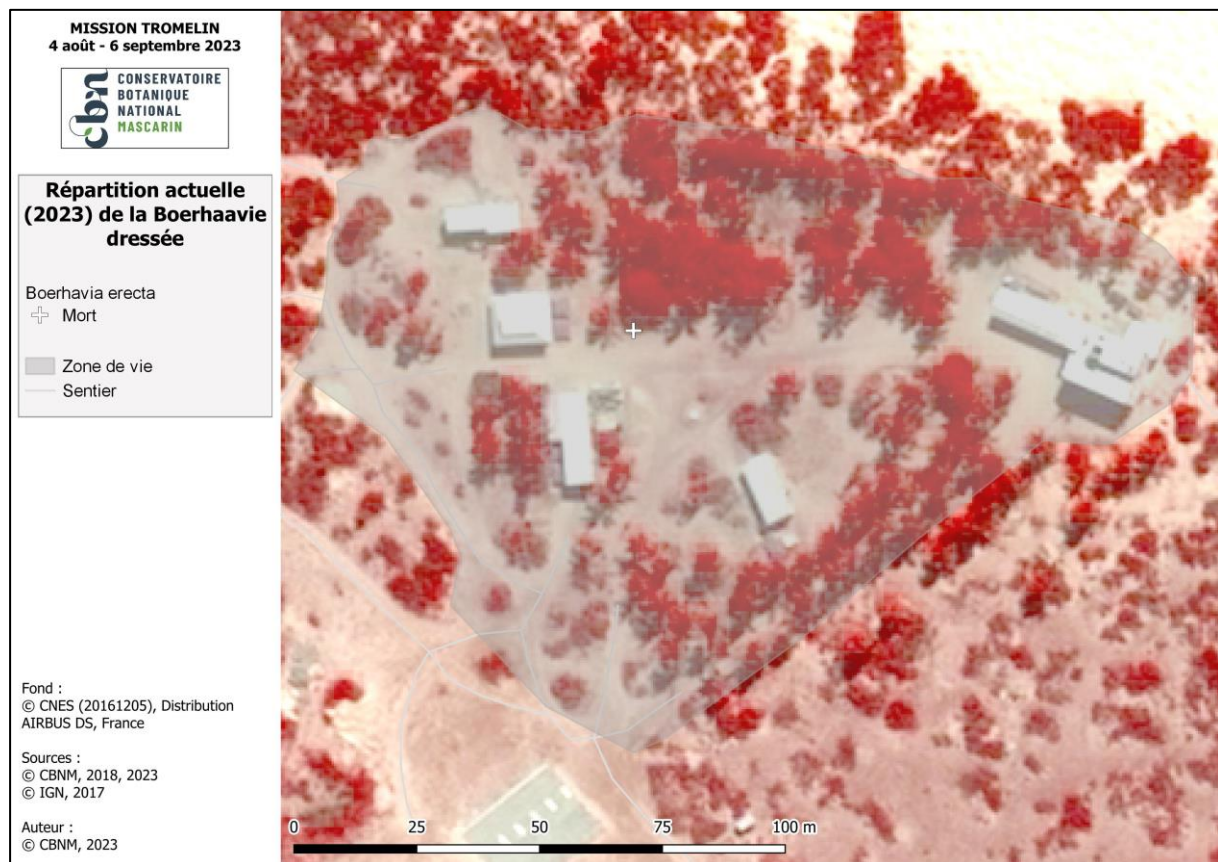 MISSION TROMELIN
4 août - 6 septembre 2023
cbn
CONSERVATOIRE
BOTANIQUE
NATIONAL
MASCARIN
Répartition actuelle
(2023) de la Boerhaavie
dressée
Boerhavia erecta
Mort
Zone de vie
Sentier
Fond :
© CNES (20161205), Distribution
AIRBUS DS, France
Sources :
© CBNM, 2018, 2023
© IGN, 2017
Auteur :
© CBNM, 2023
0 25 50 75 100 m